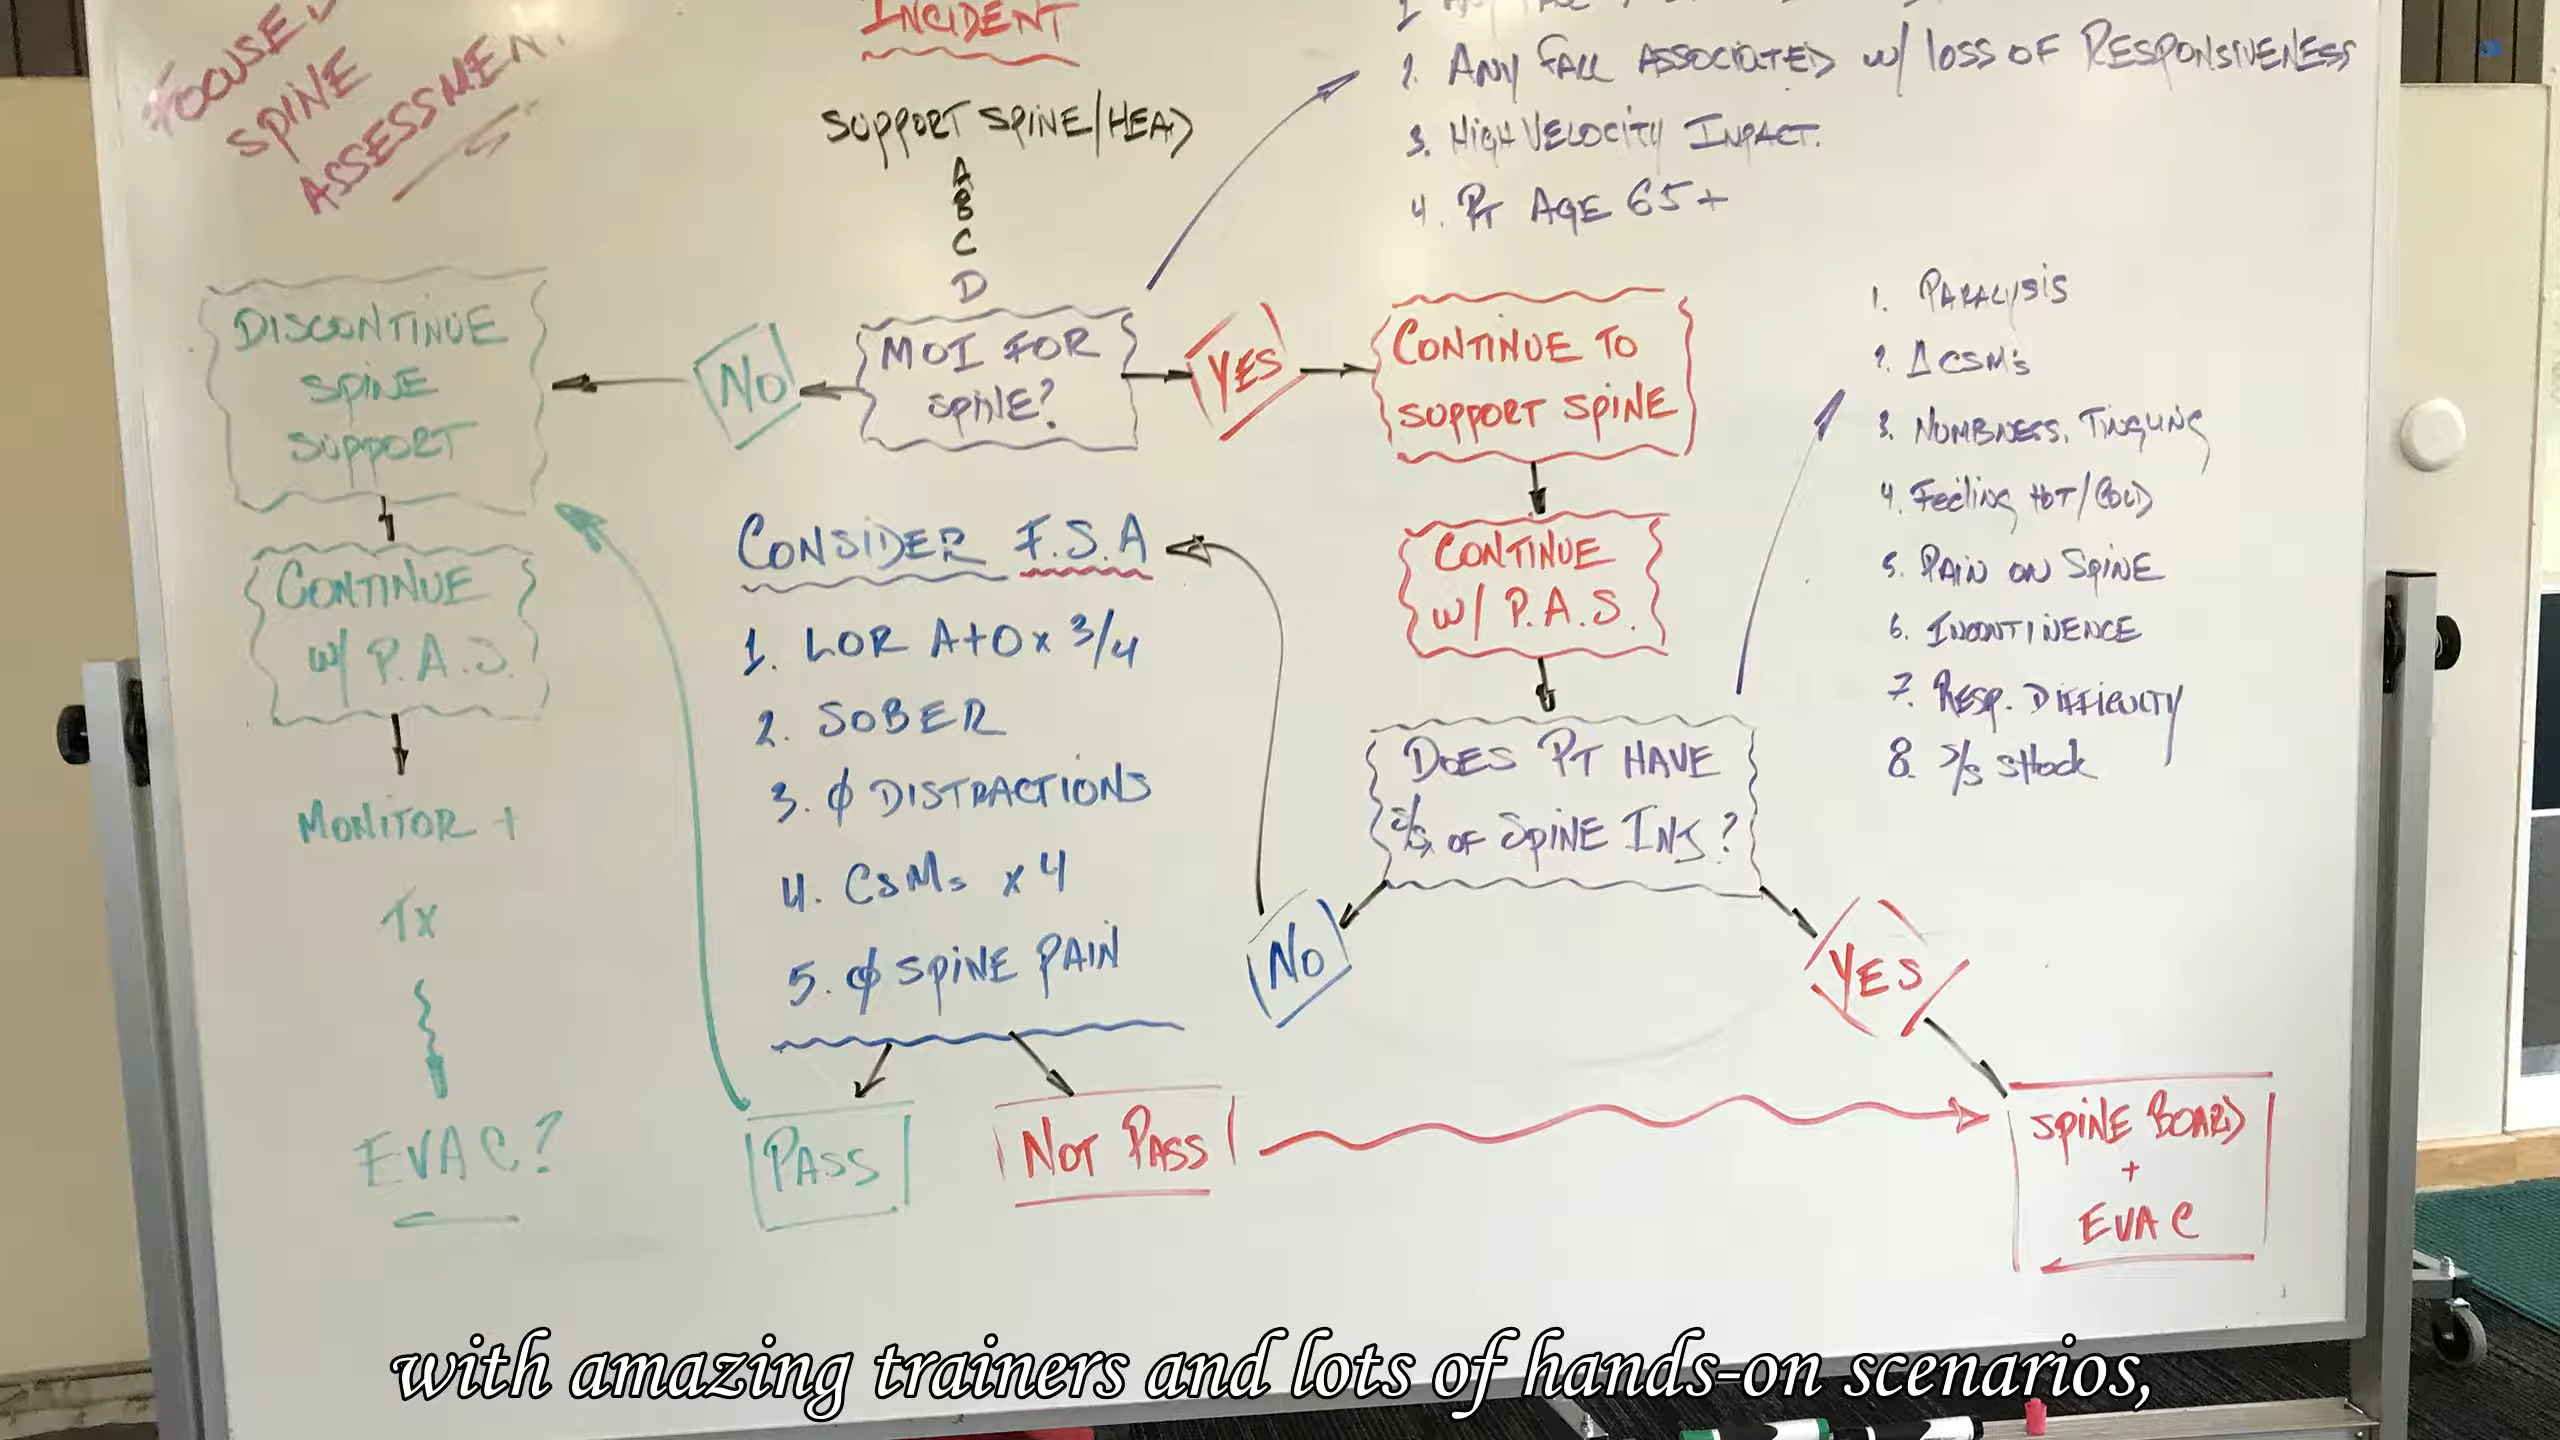 FOCUSED
SPINE
ASSESSMENT
INCIDENT
SUPPORT SPINE/HEAD
A
B
C
D
MOI FOR
SPINE?
NO
YES
DISCONTINUE
SPINE
SUPPORT
CONTINUE
W/ P.A.S.
MONITOR +
TX
EVAC?
2. ANY FALL ASSOCIATED W/ LOSS OF RESPONSIVENESS
3. HIGH VELOCITY IMPACT.
4. PT AGE 65+
CONTINUE TO
SUPPORT SPINE
CONTINUE
W/ P.A.S.
DOES PT HAVE
S/S OF SPINE INJ?
1. PARALYSIS
2. Δ CSM's
3. NUMBNESS, TINGLING
4. Feeling HOT/COLD
5. PAIN ON SPINE
6. INCONTINENCE
7. RESP. DIFFICULTY
8. S/S SHOCK
NO
YES
CONSIDER F.S.A
1. LOR A+O x 3/4
2. SOBER
3. Ø DISTRACTIONS
4. CSMs x 4
5. Ø SPINE PAIN
PASS
NOT PASS
SPINE BOARD
+
EVAC
with amazing trainers and lots of hands-on scenarios,